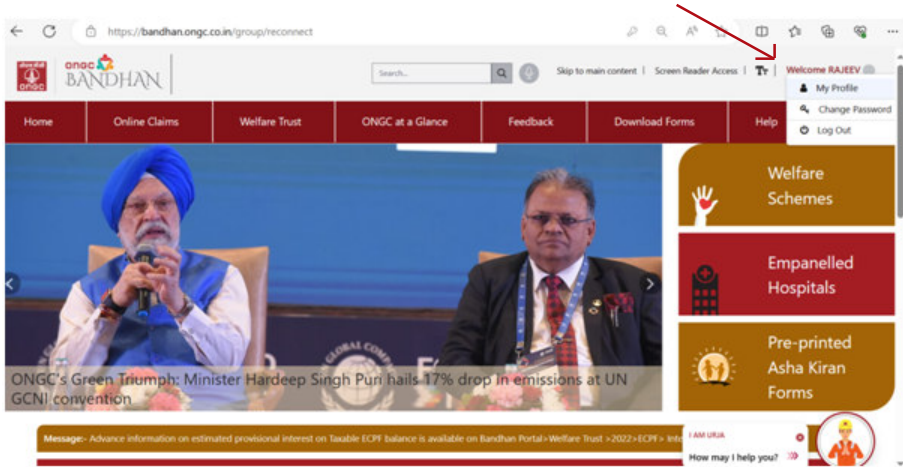 https://bandhan.ongc.co.in/group/reconnect
ongc
BANDHAN
Search...
Skip to main content | Screen Reader Access | TT | Welcome RAJEEV
My Profile
Change Password
Log Out
Home Online Claims Welfare Trust ONGC at a Glance Feedback Download Forms Help
Welfare
Schemes
Empanelled
Hospitals
Pre-printed
Asha Kiran
Forms
ONGC's Green Triumph: Minister Hardeep Singh Puri hails 17% drop in emissions at UN
GCNI convention
GLOBAL COMP
Message:- Advance information on estimated provisional interest on Taxable ECPF balance is available on Bandhan Portal>Welfare Trust >2022>ECPF> Inte
I AM URJA
How may I help you?